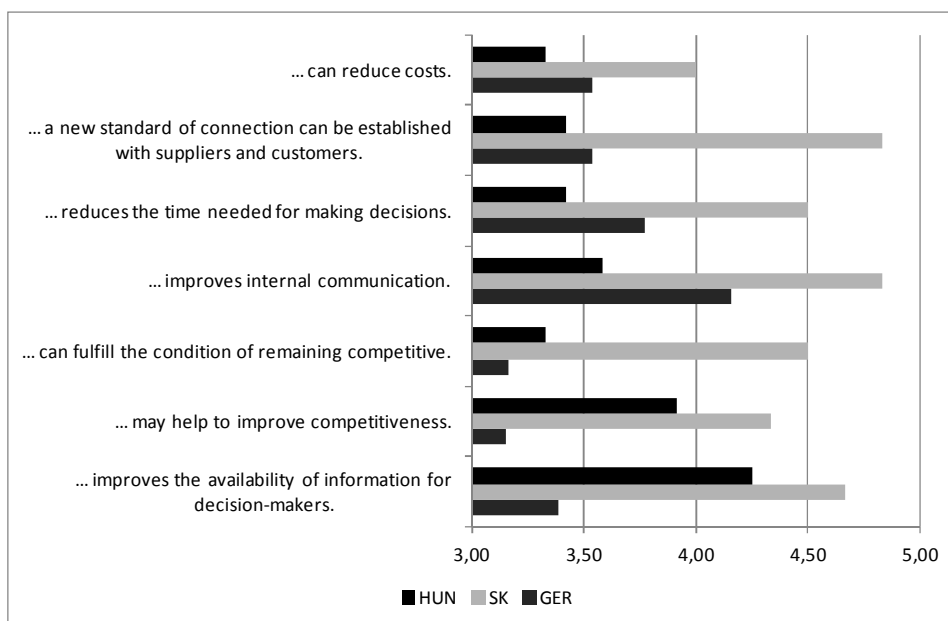 ... can reduce costs.
... a new standard of connection can be established
with suppliers and customers.
... reduces the time needed for making decisions.
... improves internal communication.
... can fulfill the condition of remaining competitive.
... may help to improve competitiveness.
... improves the availability of information for
decision-makers.
3,00 3,50 4,00 4,50 5,00
HUN SK GER